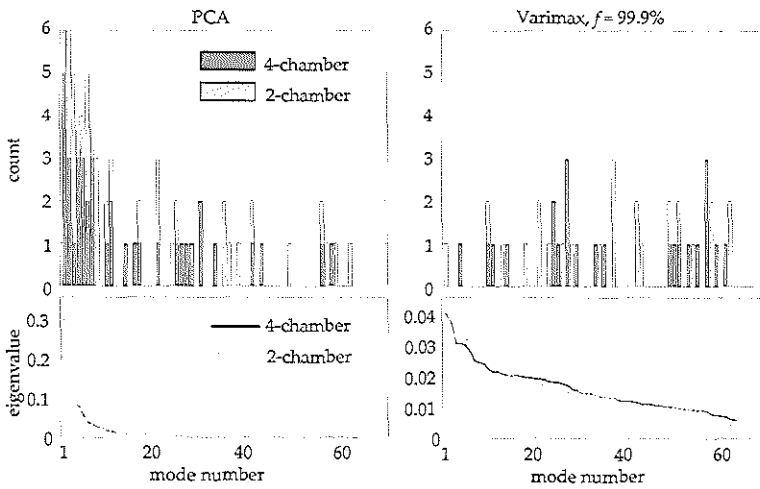 PCA
Varimax, f = 99.9%
6
5
4
3
2
1
0
count
4-chamber
2-chamber
6
5
4
3
2
1
0
0.3
0.2
0.1
0
eigenvalue
4-chamber
2-chamber
1 20 40 60
mode number
0.04
0.03
0.02
0.01
0
1 20 40 60
mode number